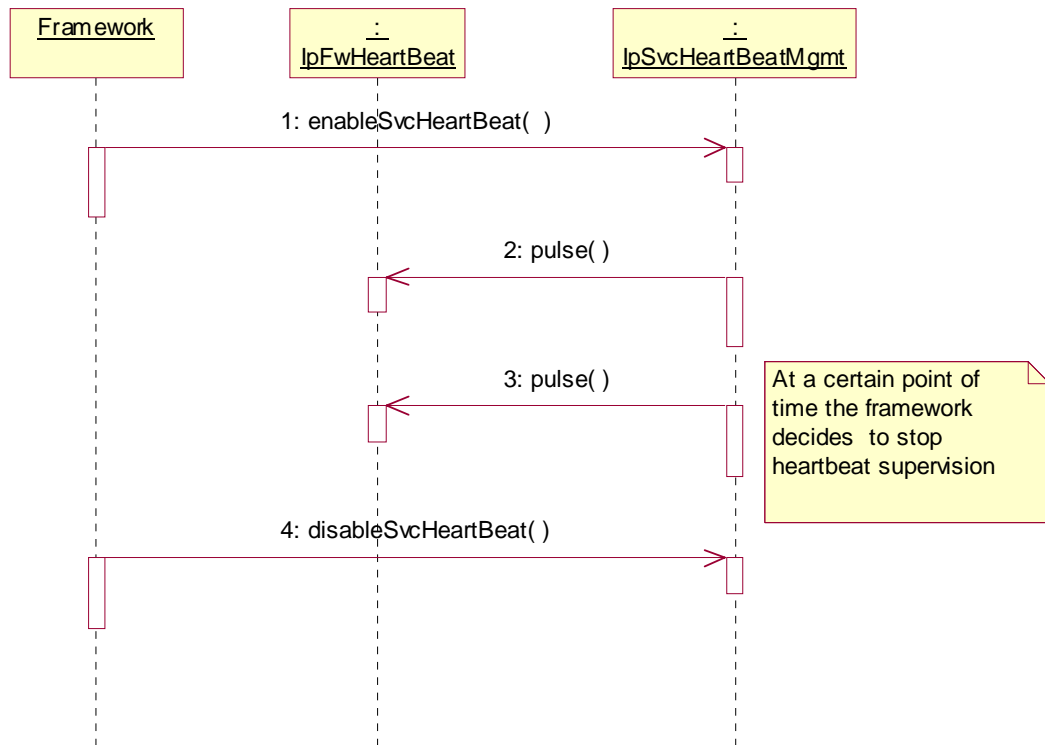 Framework
:
IpFwHeartBeat
:
IpSvcHeartBeatMgmt
1: enableSvcHeartBeat( )
2: pulse( )
3: pulse( )
At a certain point of
time the framework
decides to stop
heartbeat supervision
4: disableSvcHeartBeat( )